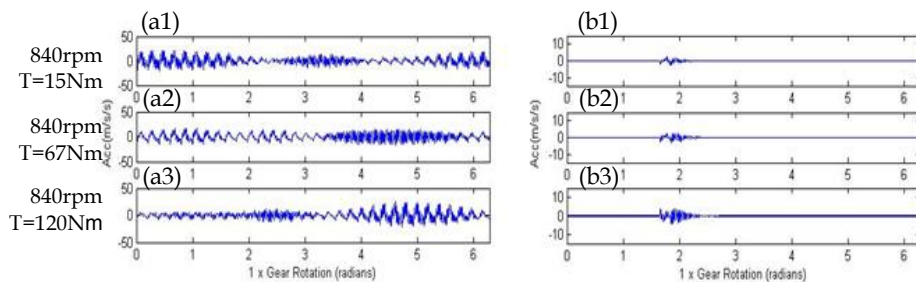 (a1)
(b1)
840rpm
T=15Nm
50
0
-50
0 1 2 3 4 5 6
10
0
-10
0 1 2 3 4 5 6
(a2)
(b2)
840rpm
T=67Nm
Acc(m/s/s)
50
0
-50
0 1 2 3 4 5 6
Acc(m/s/s)
10
0
-10
0 1 2 3 4 5 6
(a3)
(b3)
840rpm
T=120Nm
50
0
-50
0 1 2 3 4 5 6
1 x Gear Rotation (radians)
10
0
-10
0 1 2 3 4 5 6
1 x Gear Rotation (radians)